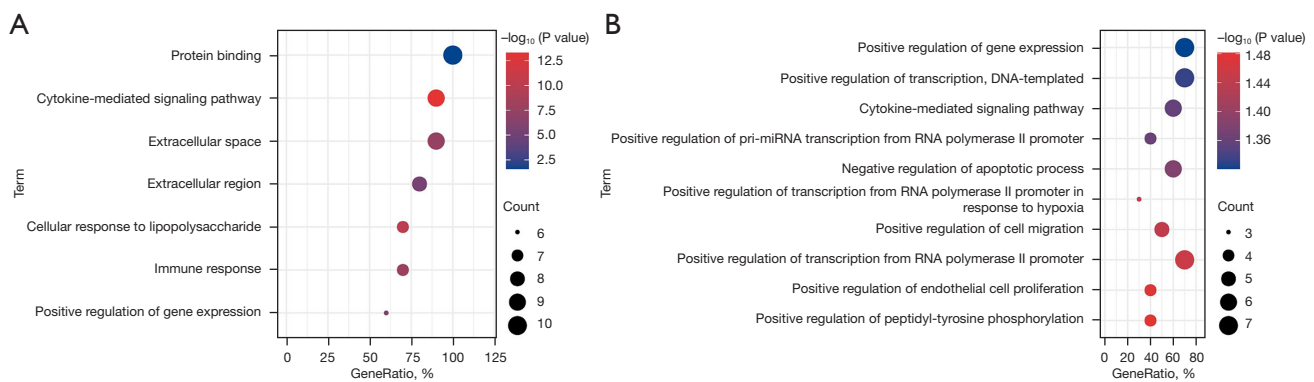 A
Term
Protein binding
Cytokine-mediated signaling pathway
Extracellular space
Extracellular region
Cellular response to lipopolysaccharide
Immune response
Positive regulation of gene expression
0 25 50 75 100 125
GeneRatio, %
–log₁₀ (P value)
12.5
10.0
7.5
5.0
2.5
Count
6
7
8
9
10
B
Term
Positive regulation of gene expression
Positive regulation of transcription, DNA-templated
Cytokine-mediated signaling pathway
Positive regulation of pri-miRNA transcription from RNA polymerase II promoter
Negative regulation of apoptotic process
Positive regulation of transcription from RNA polymerase II promoter in
response to hypoxia
Positive regulation of cell migration
Positive regulation of transcription from RNA polymerase II promoter
Positive regulation of endothelial cell proliferation
Positive regulation of peptidyl-tyrosine phosphorylation
0 20 40 60 80
GeneRatio, %
–log₁₀ (P value)
1.48
1.44
1.40
1.36
Count
3
4
5
6
7